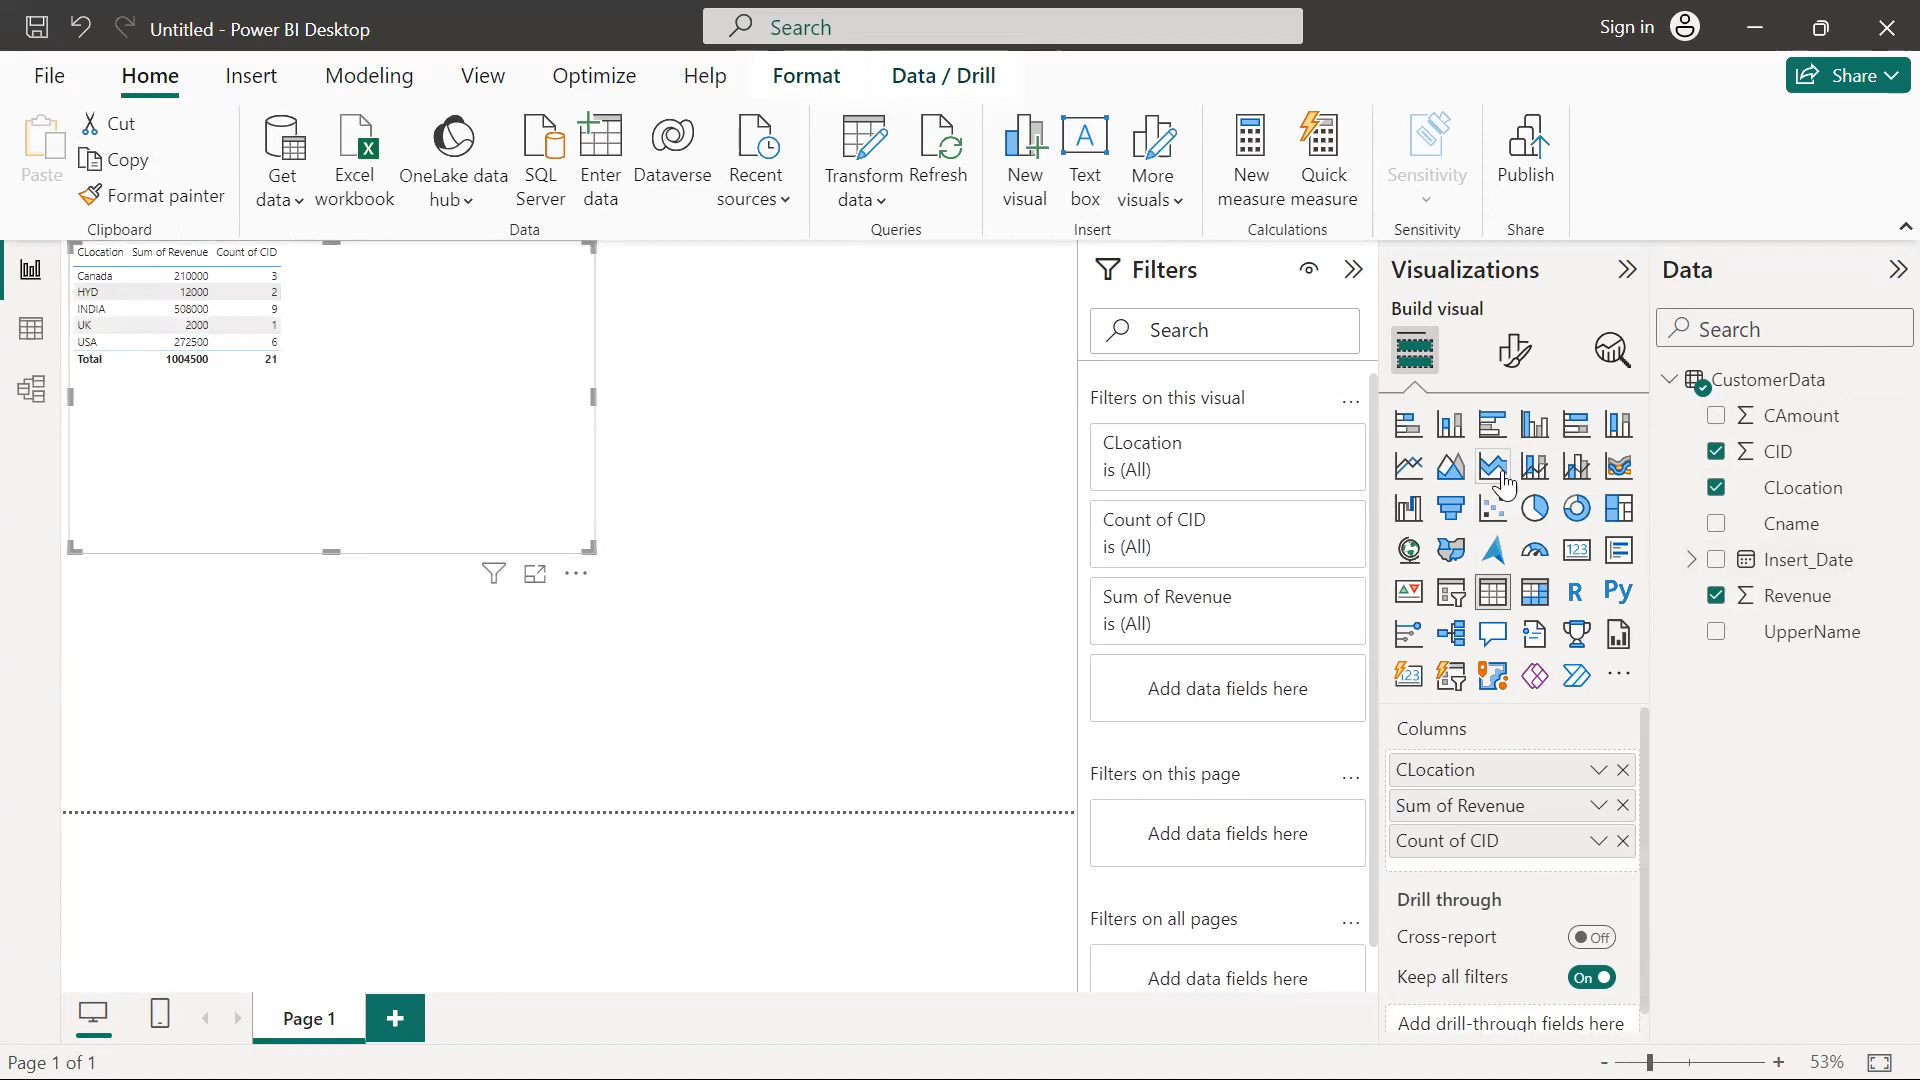 Untitled - Power BI Desktop
Search
Sign in
File Home Insert Modeling View Optimize Help Format Data / Drill
Share
Paste
Cut
Copy
Format painter
Clipboard
Get data
Excel workbook
OneLake data hub
SQL Server
Enter data
Dataverse
Recent sources
Data
Transform data
Refresh
Queries
New visual
A
Text box
More visuals
Insert
New measure
Quick measure
Calculations
Sensitivity
Sensitivity
Publish
Share
CLocation Sum of Revenue Count of CID
Canada 210000 3
HYD 12000 2
INDIA 508000 9
UK 2000 1
USA 272500 6
Total 1004500 21
Filters
Search
Filters on this visual
CLocation
is (All)
Count of CID
is (All)
Sum of Revenue
is (All)
Add data fields here
Filters on this page
Add data fields here
Filters on all pages
Add data fields here
Visualizations
Build visual
123
R
Py
123
Columns
CLocation
Sum of Revenue
Count of CID
Drill through
Cross-report Off
Keep all filters On
Add drill-through fields here
Data
Search
CustomerData
CAmount
CID
CLocation
Cname
Insert_Date
Revenue
UpperName
Page 1
Page 1 of 1
- + 53%